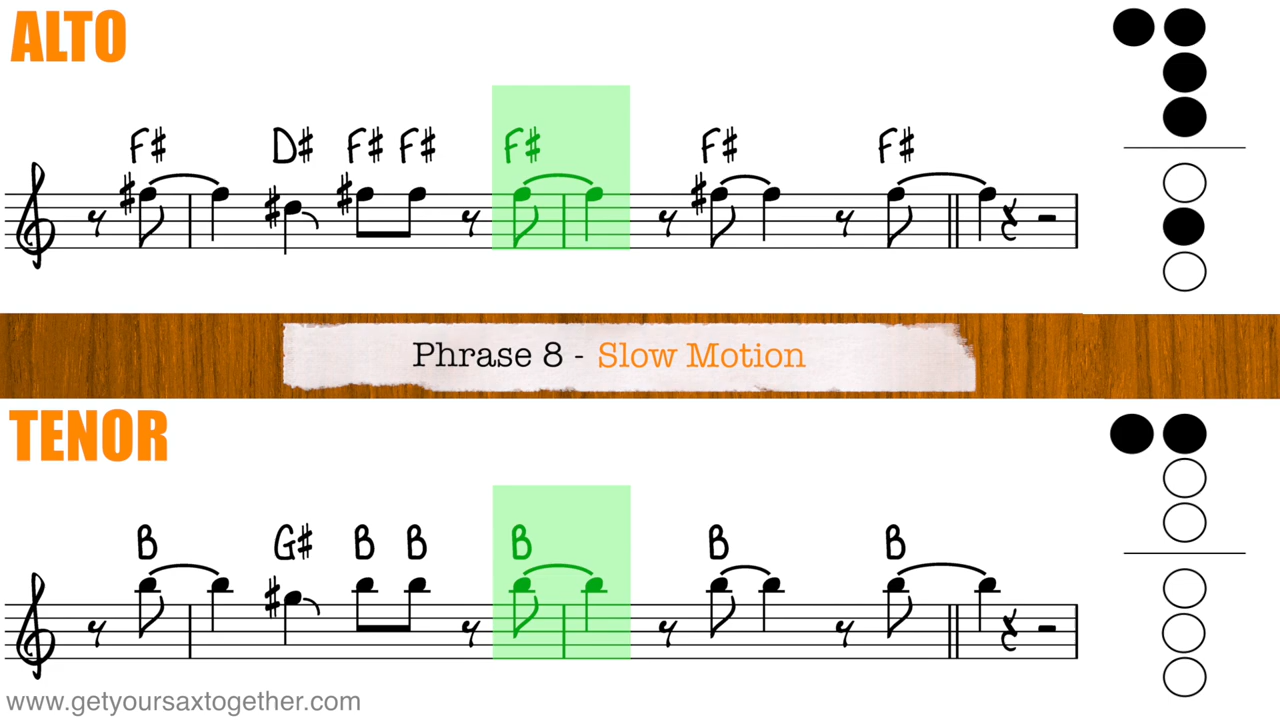 ALTO
F# D# F# F# F# F# F#
Phrase 8 - Slow Motion
TENOR
B G# B B B B B
www.getyoursaxtogether.com